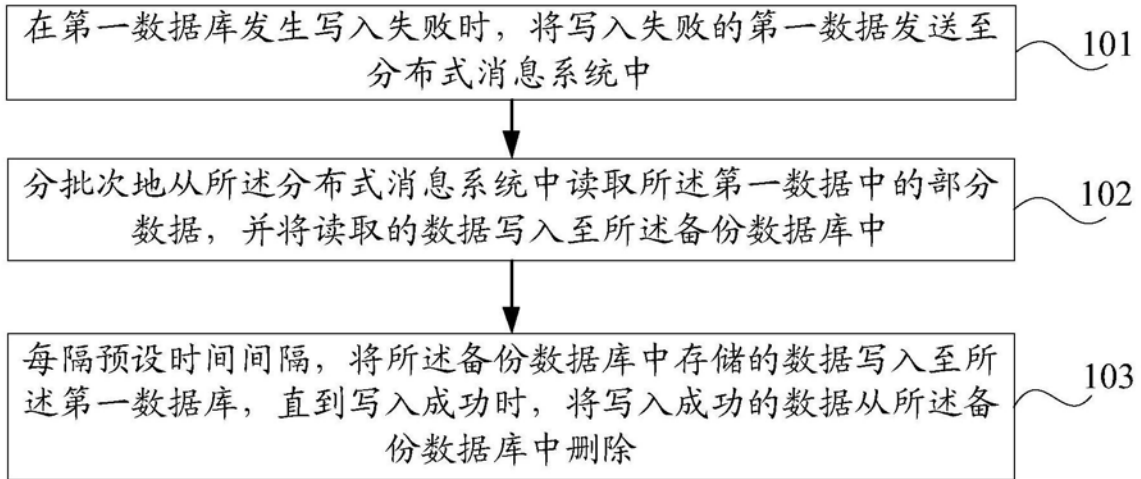 在第一数据库发生写入失败时，将写入失败的第一数据发送至
分布式消息系统中
101
分批次地从所述分布式消息系统中读取所述第一数据中的部分
数据，并将读取的数据写入至所述备份数据库中
102
每隔预设时间间隔，将所述备份数据库中存储的数据写入至所
述第一数据库，直到写入成功时，将写入成功的数据从所述备
份数据库中删除
103